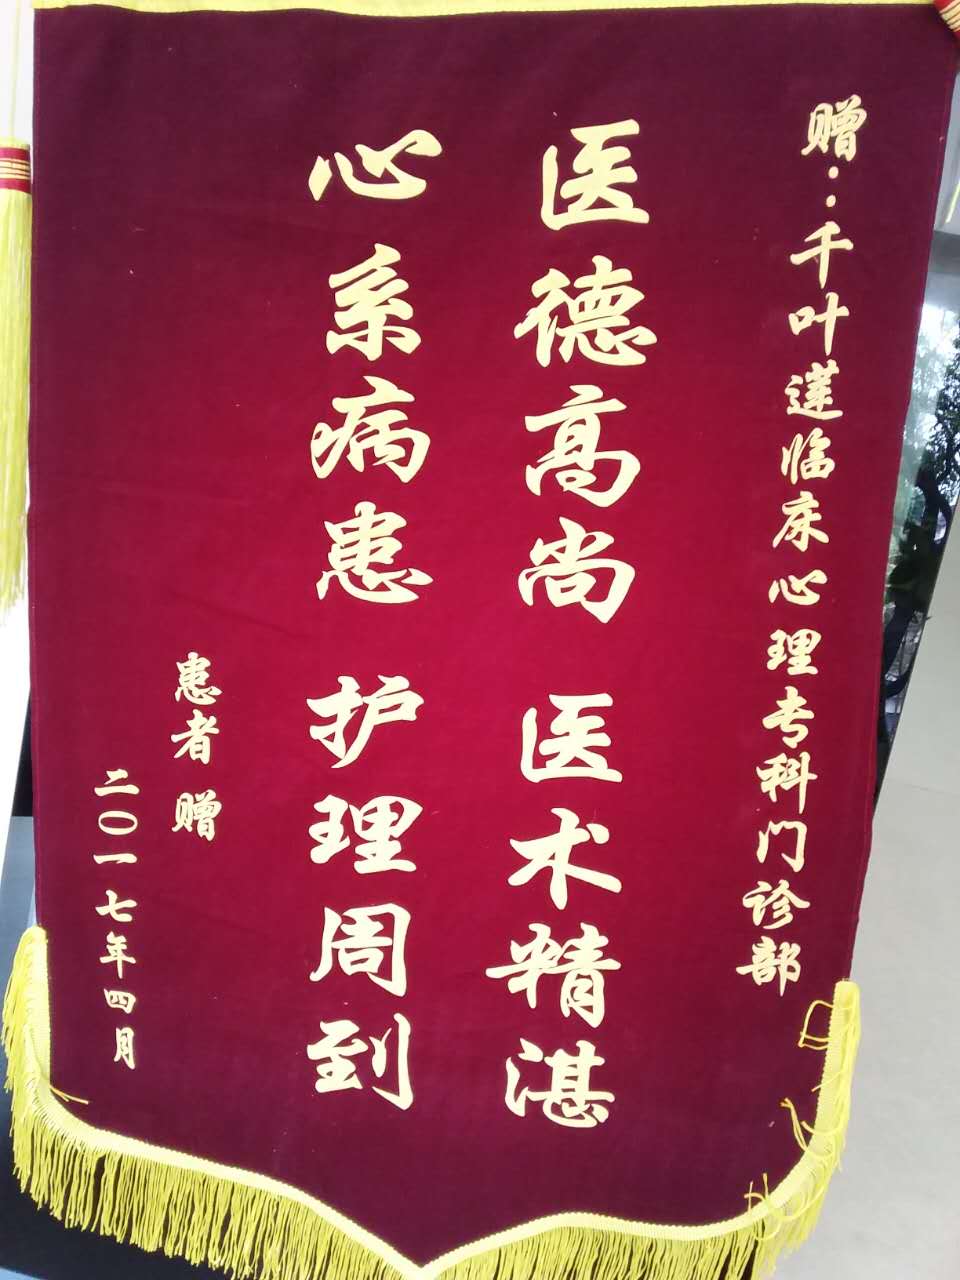 赠：千叶莲临床心理专科门诊部
医德高尚 医术精湛
心系病患 护理周到
患者 赠
二〇一七年四月